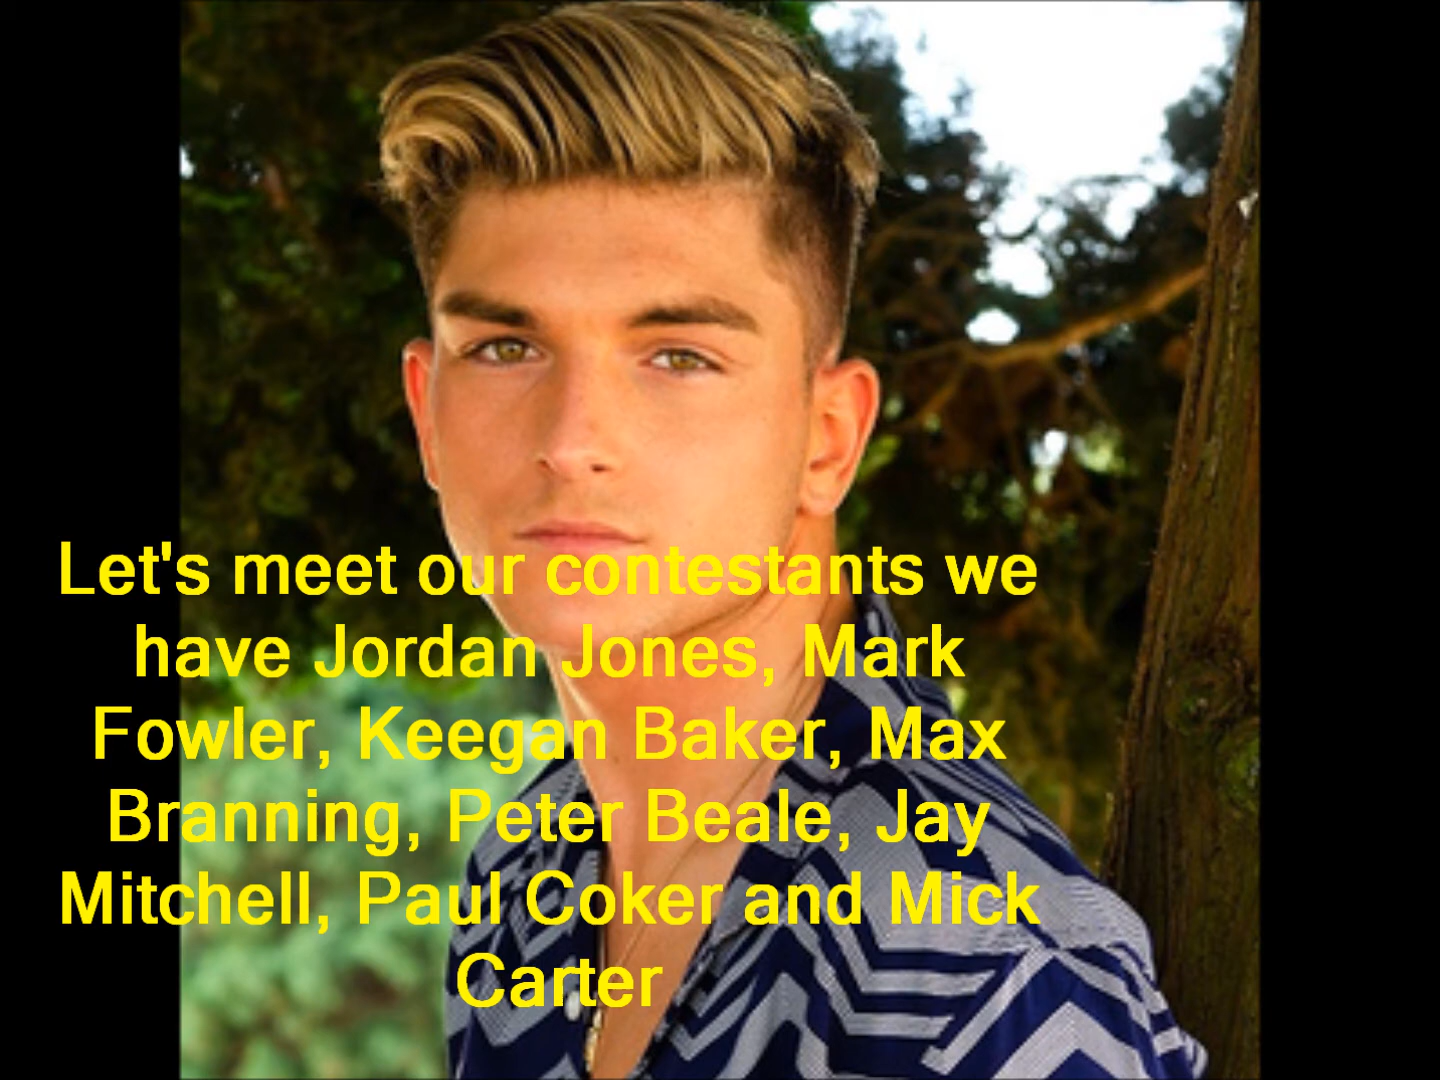 Let's meet our contestants we
have Jordan Jones, Mark
Fowler, Keegan Baker, Max
Branning, Peter Beale, Jay
Mitchell, Paul Coker and Mick
Carter